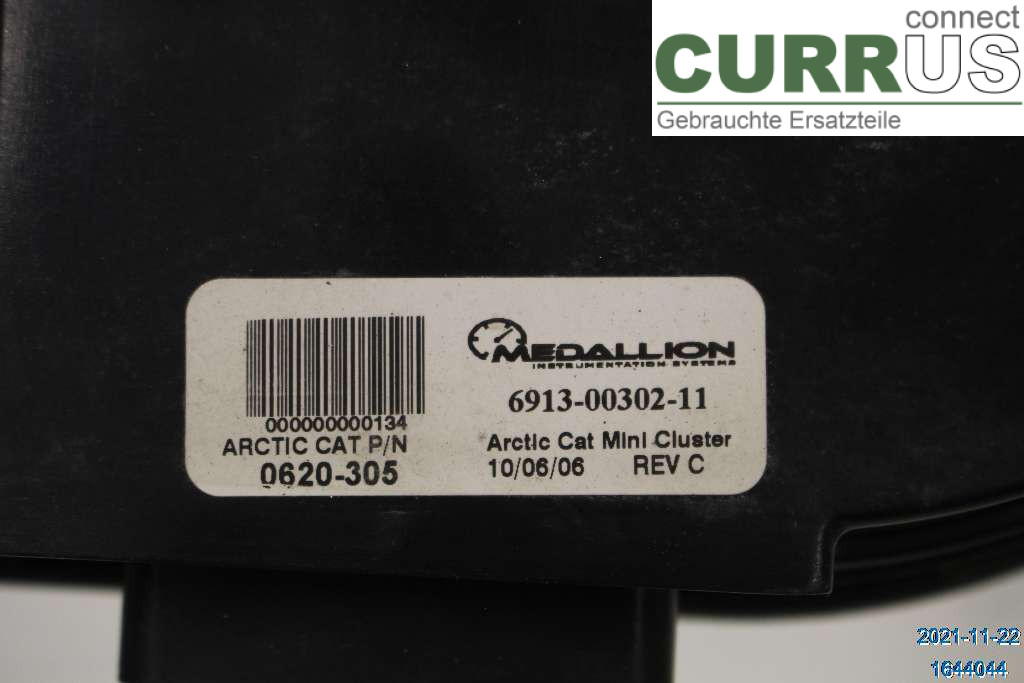 connect
CURRUS
Gebrauchte Ersatzteile
000000000134
ARCTIC CAT P/N
0620-305
MEDALLION
INSTRUMENTATION SYSTEMS
6913-00302-11
Arctic Cat Mini Cluster
10/06/06 REV C
2021-11-22
1644044